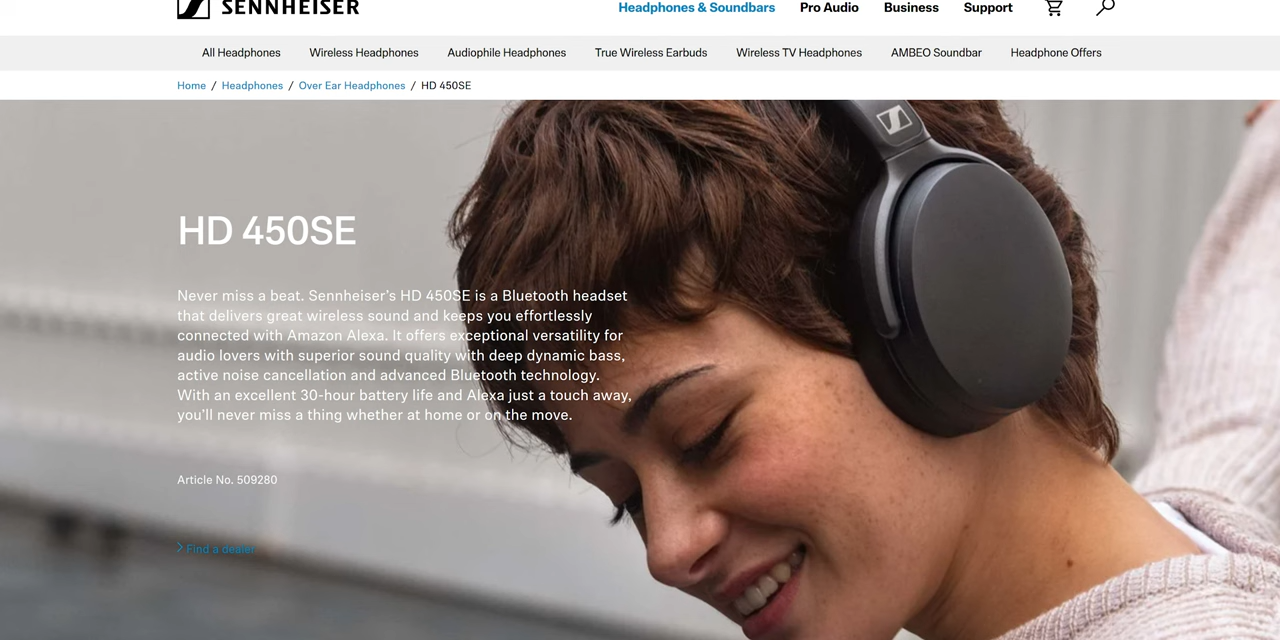 SENNHEISER
Headphones & Soundbars Pro Audio Business Support
All Headphones Wireless Headphones Audiophile Headphones True Wireless Earbuds Wireless TV Headphones AMBEO Soundbar Headphone Offers
Home / Headphones / Over Ear Headphones / HD 450SE
HD 450SE
Never miss a beat. Sennheiser’s HD 450SE is a Bluetooth headset
that delivers great wireless sound and keeps you effortlessly
connected with Amazon Alexa. It offers exceptional versatility for
audio lovers with superior sound quality with deep dynamic bass,
active noise cancellation and advanced Bluetooth technology.
With an excellent 30-hour battery life and Alexa just a touch away,
you’ll never miss a thing whether at home or on the move.
Article No. 509280
Find a dealer